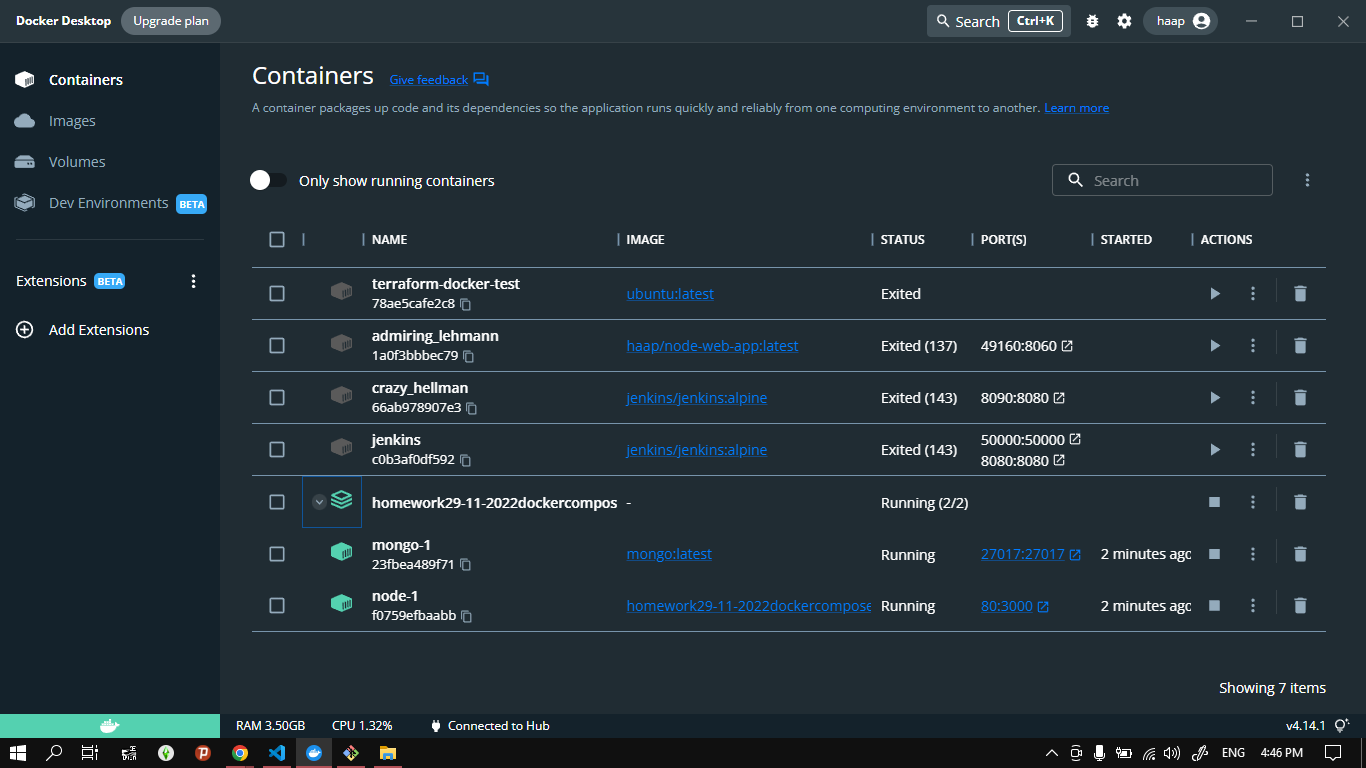 Docker Desktop Upgrade plan Search Ctrl+K haap
Containers
Images
Volumes
Dev Environments BETA
Extensions BETA
Add Extensions
Containers Give feedback
A container packages up code and its dependencies so the application runs quickly and reliably from one computing environment to another. Learn more
Only show running containers Search
NAME IMAGE STATUS PORT(S) STARTED ACTIONS
terraform-docker-test
78ae5cafe2c8 ubuntu:latest Exited
admiring_lehmann
1a0f3bbbec79 haap/node-web-app:latest Exited (137) 49160:8060
crazy_hellman
66ab978907e3 jenkins/jenkins:alpine Exited (143) 8090:8080
jenkins 50000:50000
c0b3af0df592 jenkins/jenkins:alpine Exited (143) 8080:8080
homework29-11-2022dockercompos - Running (2/2)
mongo-1
23fbea489f71 mongo:latest Running 27017:27017 2 minutes ago
node-1
f0759efbaabb homework29-11-2022dockercompose Running 80:3000 2 minutes ago
Showing 7 items
RAM 3.50GB CPU 1.32% Connected to Hub v4.14.1
ENG 4:46 PM